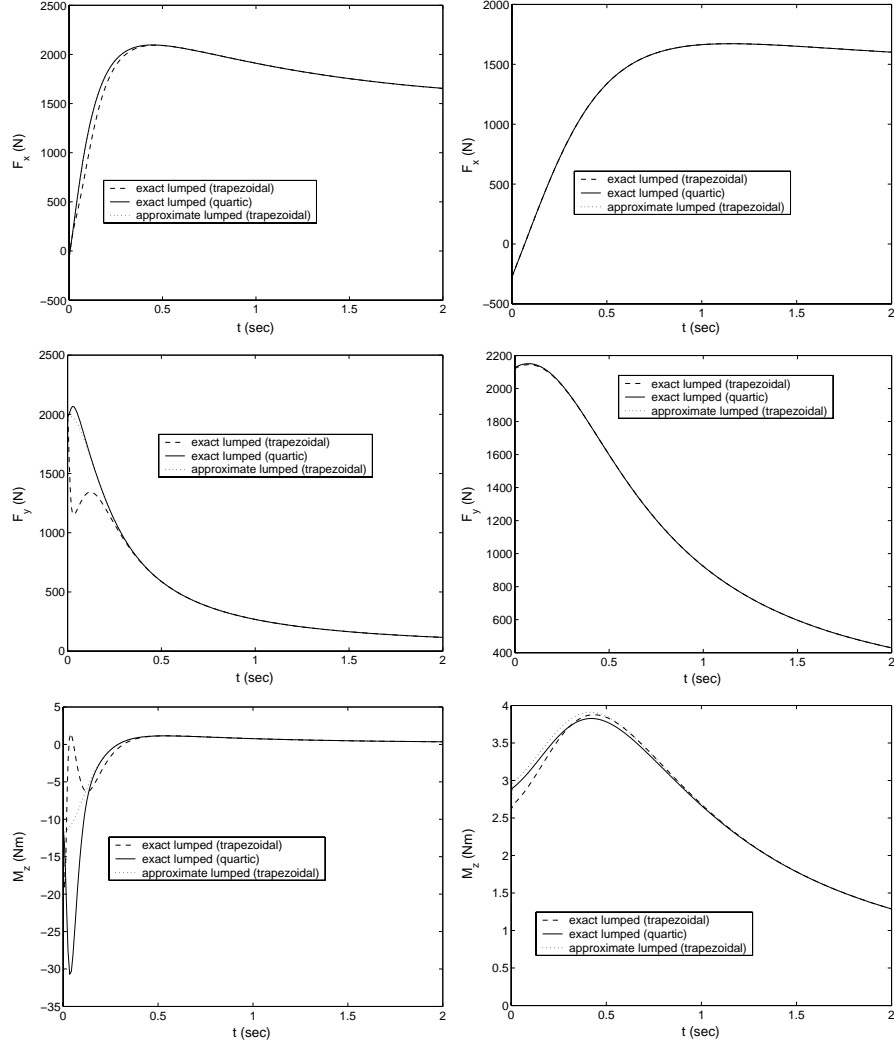 2500
2000
1500
1000
500
0
−500
0
0.5
1
1.5
2
F_x (N)
t (sec)
exact lumped (trapezoidal)
exact lumped (quartic)
approximate lumped (trapezoidal)
2000
1500
1000
500
0
−500
0
0.5
1
1.5
2
F_x (N)
t (sec)
exact lumped (trapezoidal)
exact lumped (quartic)
approximate lumped (trapezoidal)
2500
2000
1500
1000
500
0
0
0.5
1
1.5
2
F_y (N)
t (sec)
exact lumped (trapezoidal)
exact lumped (quartic)
approximate lumped (trapezoidal)
2200
2000
1800
1600
1400
1200
1000
800
600
400
0
0.5
1
1.5
2
F_y (N)
t (sec)
exact lumped (trapezoidal)
exact lumped (quartic)
approximate lumped (trapezoidal)
5
0
−5
−10
−15
−20
−25
−30
−35
0
0.5
1
1.5
2
M_z (Nm)
t (sec)
exact lumped (trapezoidal)
exact lumped (quartic)
approximate lumped (trapezoidal)
4
3.5
3
2.5
2
1.5
1
0.5
0
0
0.5
1
1.5
2
M_z (Nm)
t (sec)
exact lumped (trapezoidal)
exact lumped (quartic)
approximate lumped (trapezoidal)